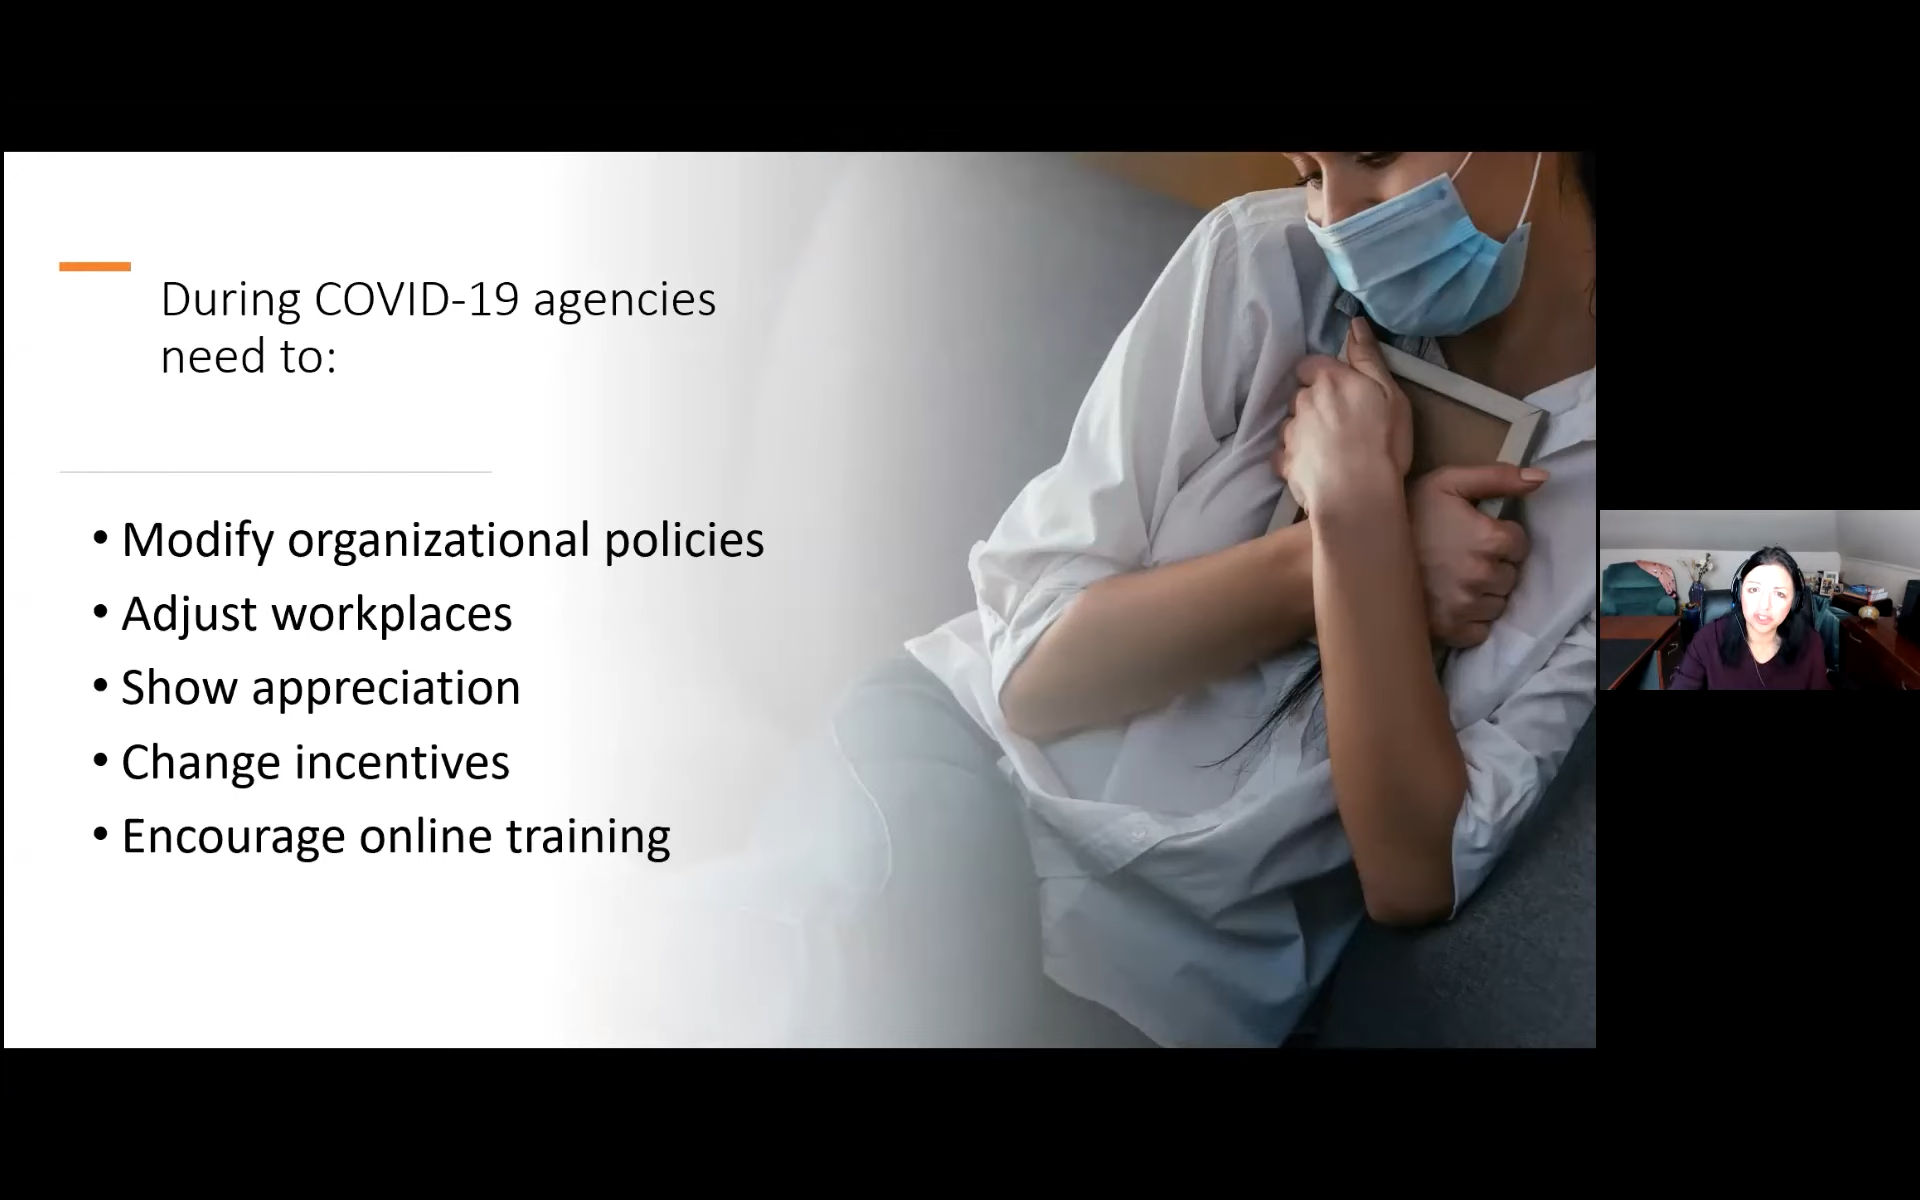 During COVID-19 agencies
need to:
• Modify organizational policies
• Adjust workplaces
• Show appreciation
• Change incentives
• Encourage online training